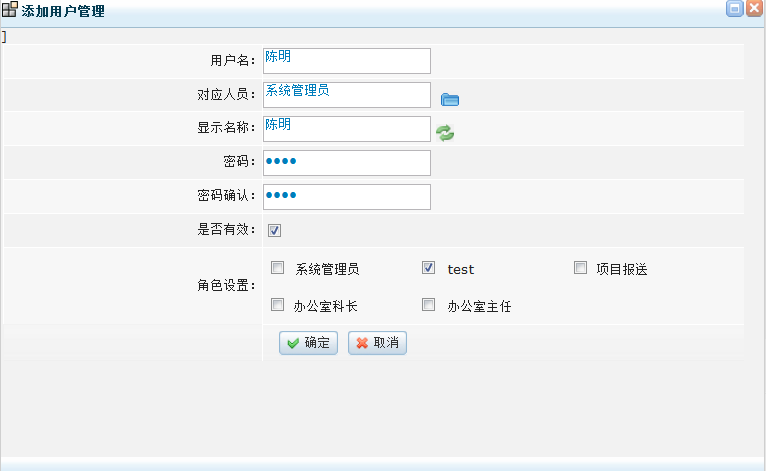 添加用户管理
]
用户名： 陈明
对应人员： 系统管理员
显示名称： 陈明
密码： ●●●●
密码确认： ●●●●
是否有效：
角色设置： 系统管理员 test 项目报送
办公室科长 办公室主任
确定 取消